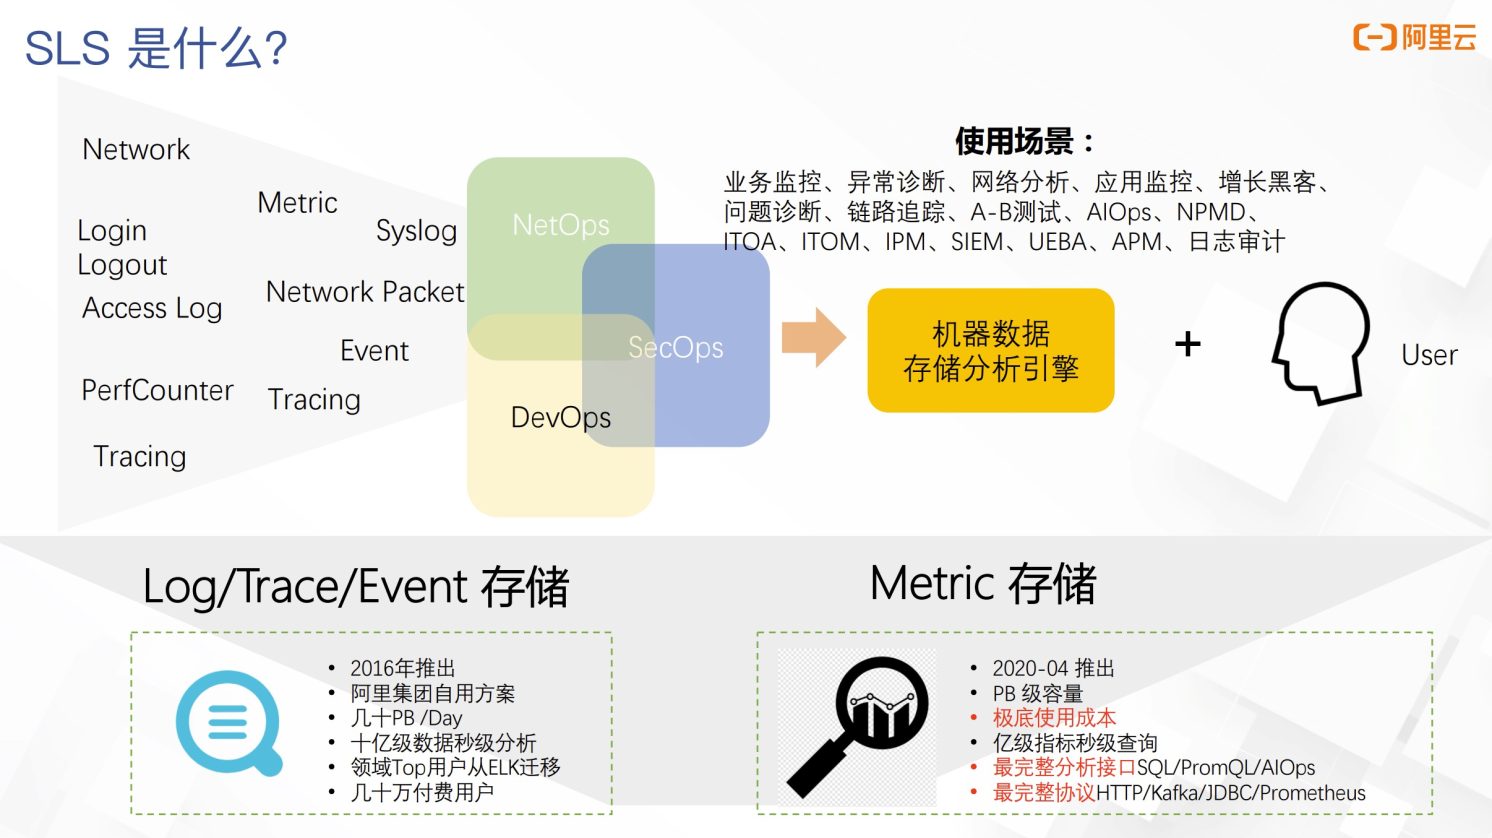 SLS 是什么?
阿里云
Network
Metric
Login
Logout
Syslog
Access Log
Network Packet
Event
PerfCounter
Tracing
Tracing
NetOps
SecOps
DevOps
使用场景：
业务监控、异常诊断、网络分析、应用监控、增长黑客、
问题诊断、链路追踪、A-B测试、AIOps、NPMD、
ITOA、ITOM、IPM、SIEM、UEBA、APM、日志审计
机器数据
存储分析引擎
+
User
Log/Trace/Event 存储
• 2016年推出
• 阿里集团自用方案
• 几十PB /Day
• 十亿级数据秒级分析
• 领域Top用户从ELK迁移
• 几十万付费用户
Metric 存储
• 2020-04 推出
• PB 级容量
• 极底使用成本
• 亿级指标秒级查询
• 最完整分析接口SQL/PromQL/AIOps
• 最完整协议HTTP/Kafka/JDBC/Prometheus